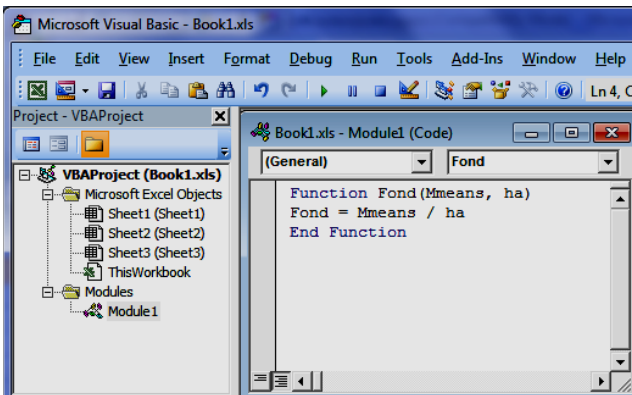 Microsoft Visual Basic - Book1.xls
File Edit View Insert Format Debug Run Tools Add-Ins Window Help
Ln 4, C
Project - VBAProject
VBAProject (Book1.xls)
Microsoft Excel Objects
Sheet1 (Sheet1)
Sheet2 (Sheet2)
Sheet3 (Sheet3)
ThisWorkbook
Modules
Module1
Book1.xls - Module1 (Code)
(General) Fond
Function Fond(Mmeans, ha)
Fond = Mmeans / ha
End Function